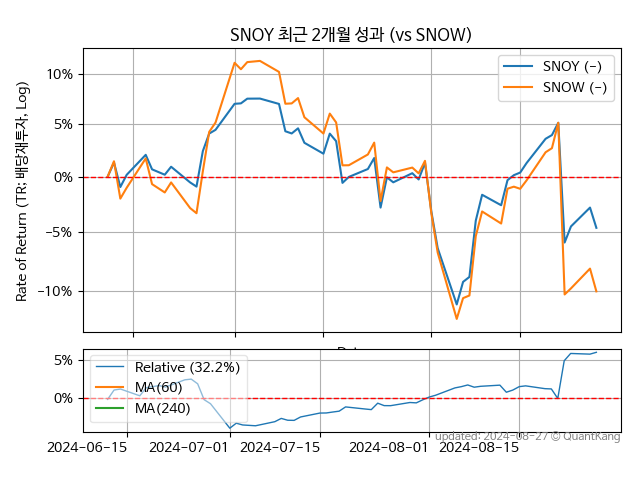 SNOY 최근 2개월 성과 (vs SNOW)
Rate of Return (TR; 배당재투자, Log)
10%
5%
0%
−5%
−10%
SNOY (-)
SNOW (-)
5%
0%
Relative (32.2%)
MA(60)
MA(240)
2024-06-15
2024-07-01
2024-07-15
2024-08-01
2024-08-15
updated: 2024-08-27 © QuantKang